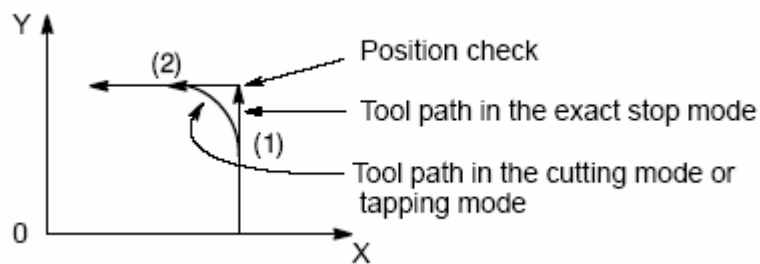 Y
(2)
Position check
Tool path in the exact stop mode
(1)
Tool path in the cutting mode or
tapping mode
0
X